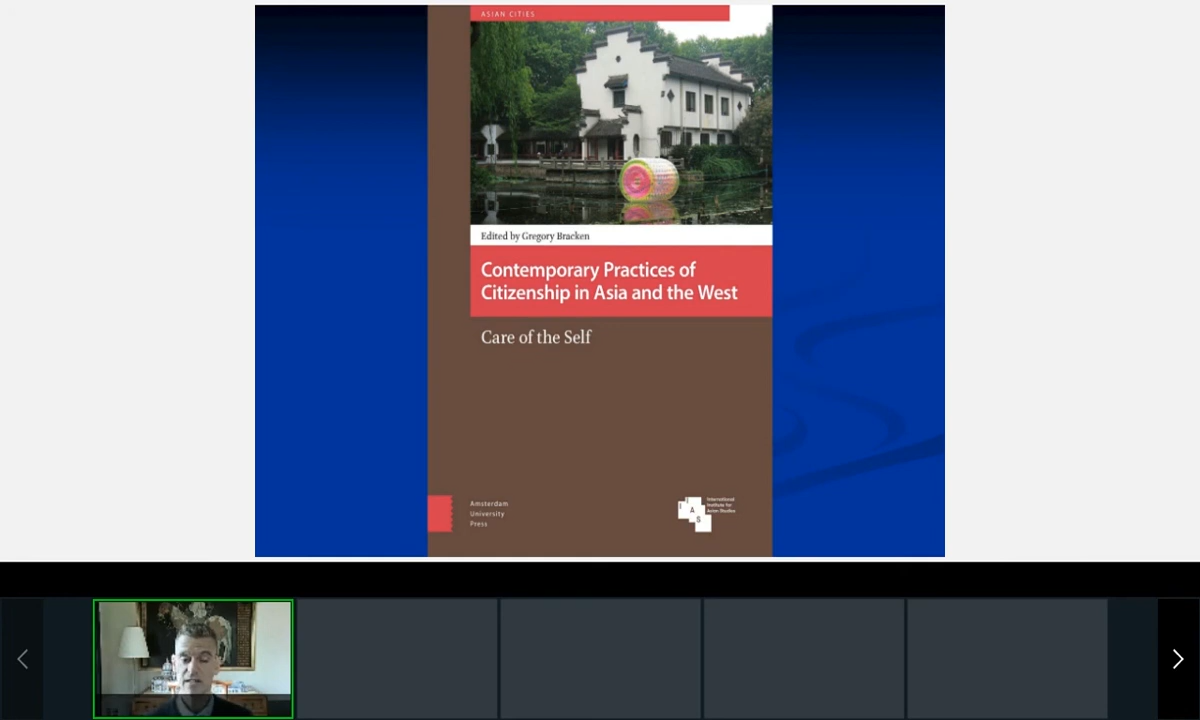 ASIAN CITIES
Edited by Gregory Bracken
Contemporary Practices of
Citizenship in Asia and the West
Care of the Self
Amsterdam
University
Press
I
I
A
S
International
Institute for
Asian Studies